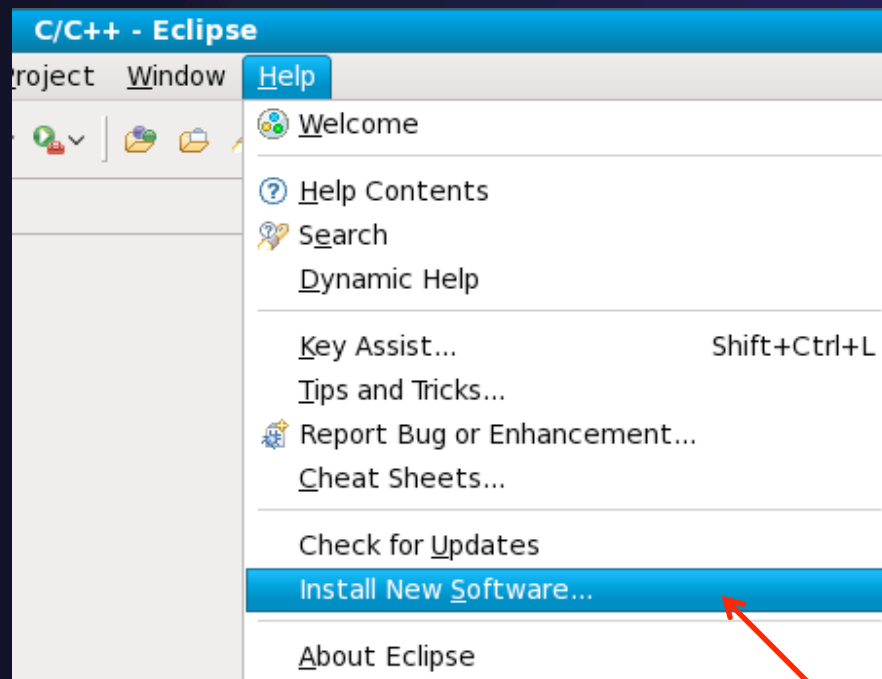 C/C++ - Eclipse
Project Window Help
Welcome
Help Contents
Search
Dynamic Help
Key Assist... Shift+Ctrl+L
Tips and Tricks...
Report Bug or Enhancement...
Cheat Sheets...
Check for Updates
Install New Software...
About Eclipse